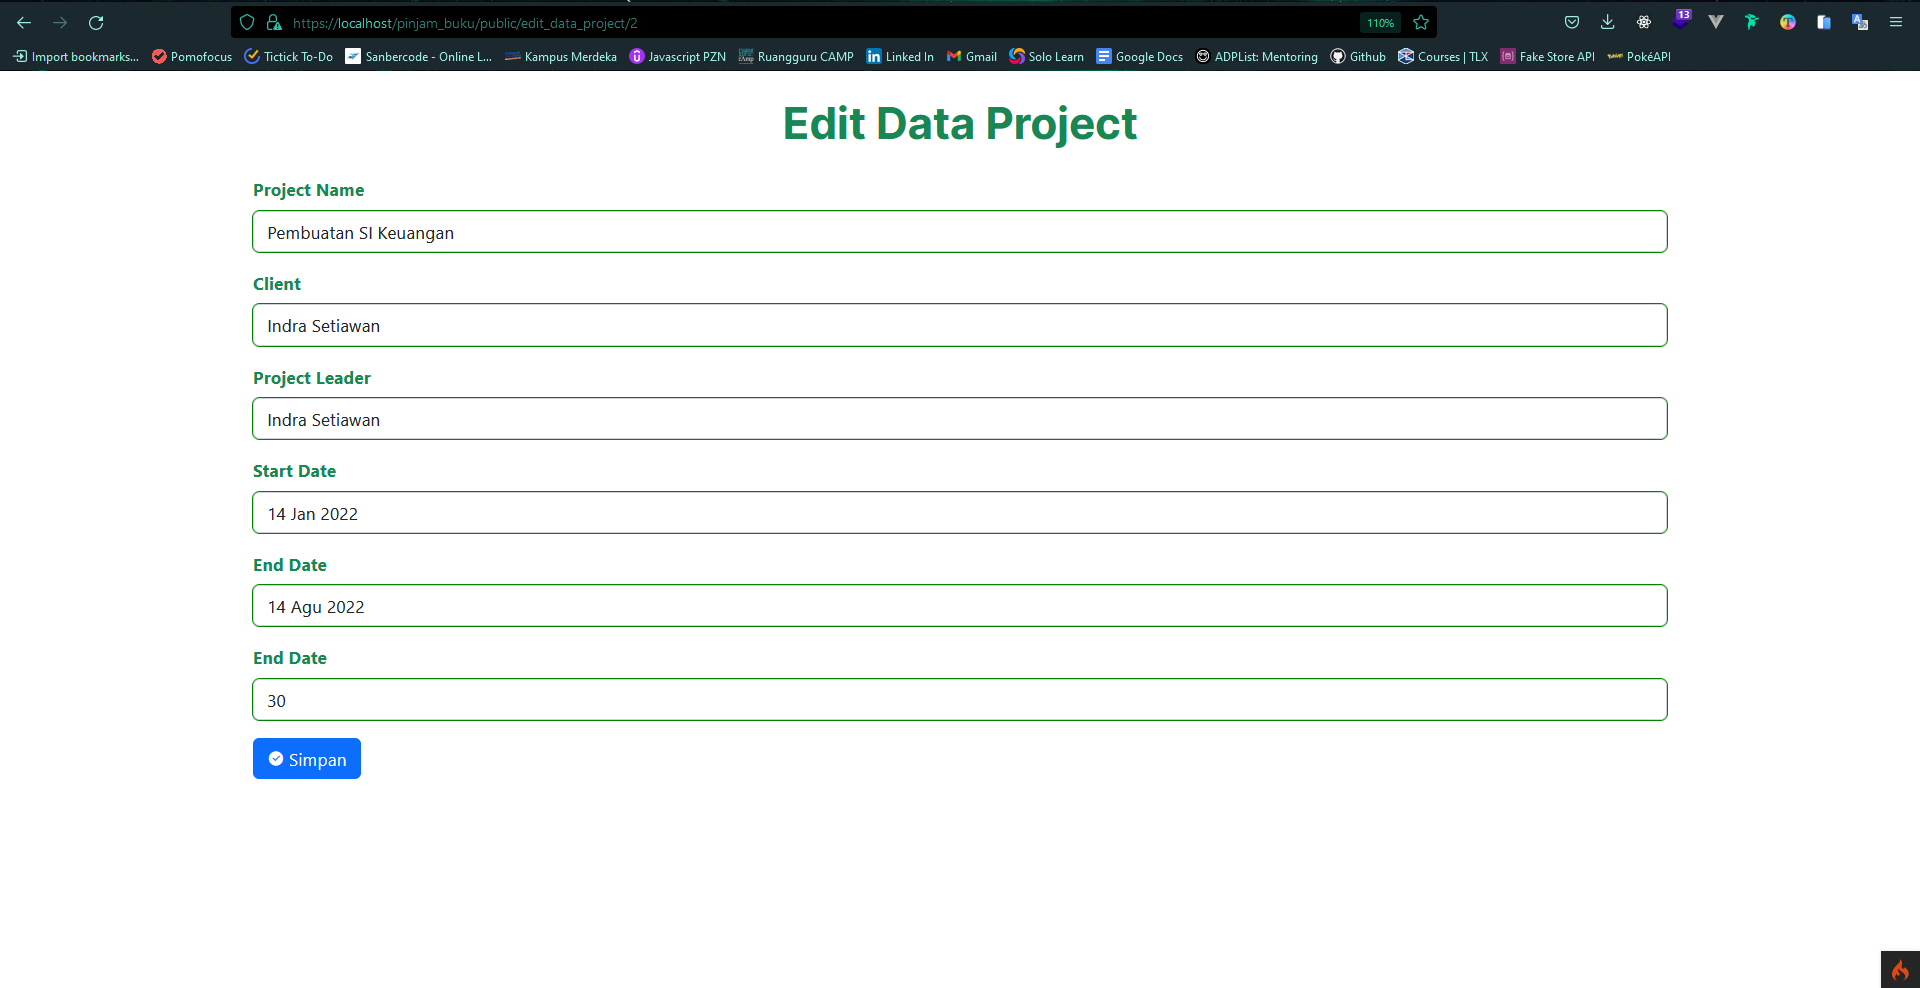 https://localhost/pinjam_buku/public/edit_data_project/2
110%
13
Import bookmarks...
Pomofocus
Tictick To-Do
Sanbercode - Online L...
Kampus Merdeka
Javascript PZN
Ruangguru CAMP
Linked In
Gmail
Solo Learn
Google Docs
ADPList: Mentoring
Github
Courses | TLX
Fake Store API
PokéAPI
Edit Data Project
Project Name
Pembuatan SI Keuangan
Client
Indra Setiawan
Project Leader
Indra Setiawan
Start Date
14 Jan 2022
End Date
14 Agu 2022
End Date
30
Simpan